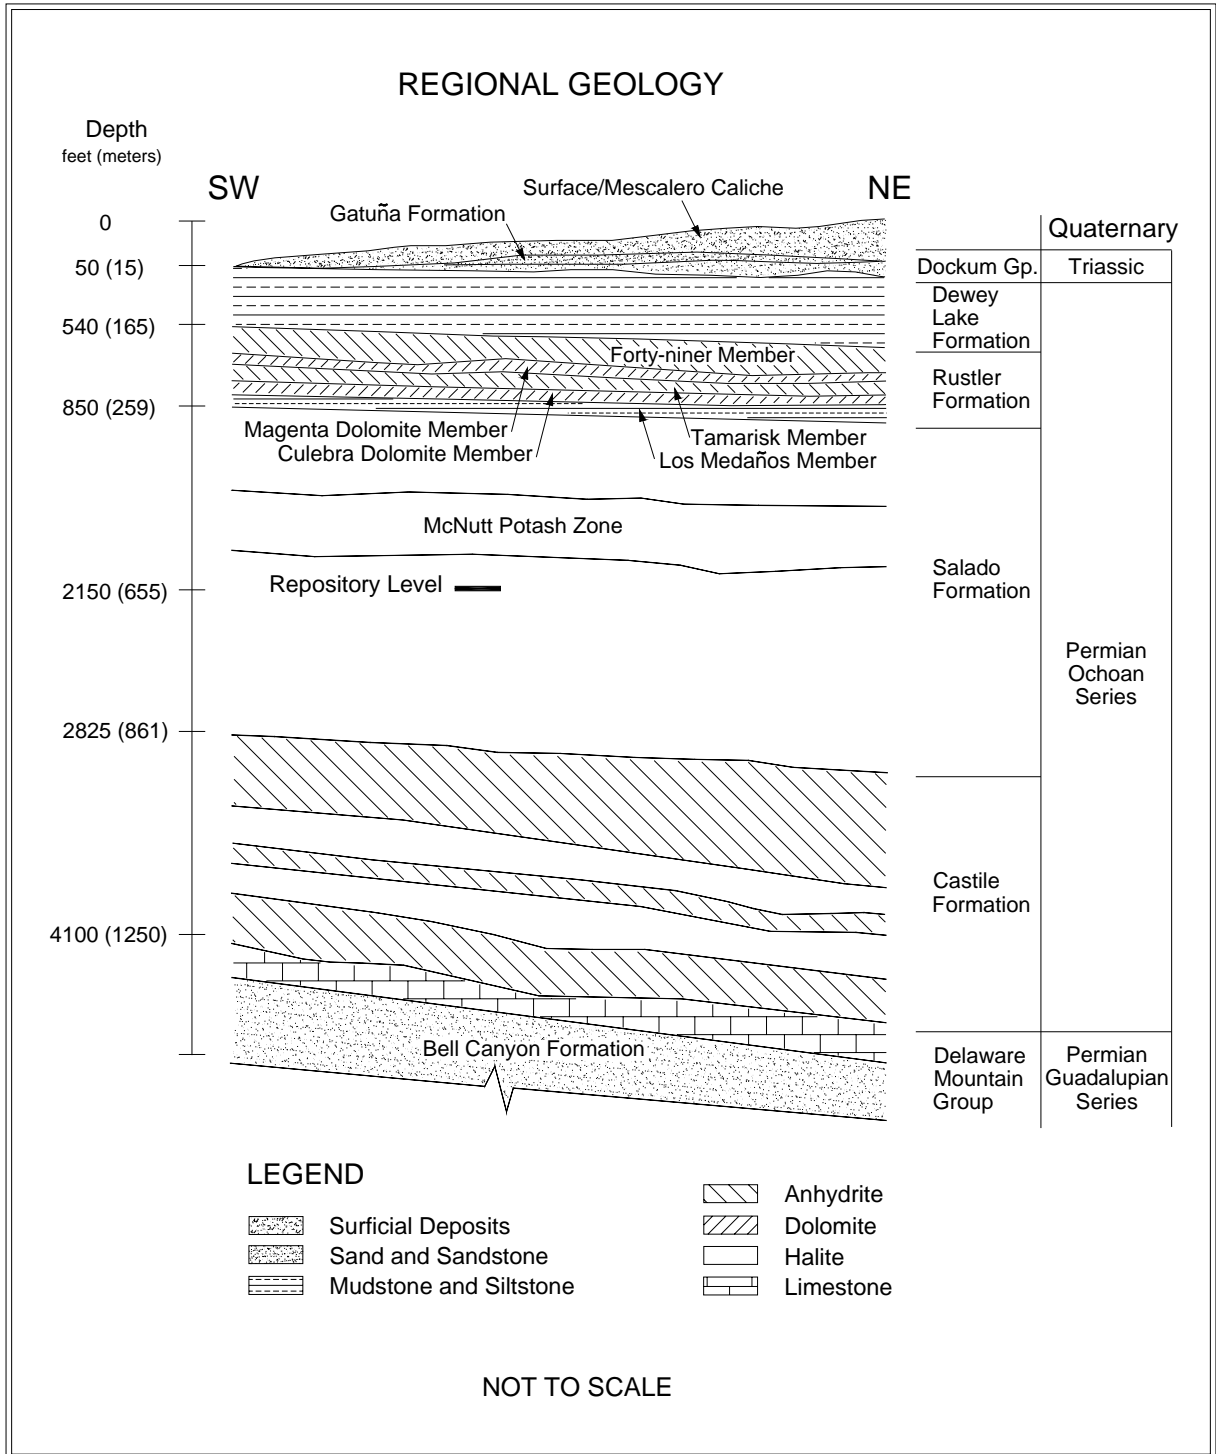 REGIONAL GEOLOGY
Depth
feet (meters)
SW
NE
Surface/Mescalero Caliche
Gatuña Formation
0
50 (15)
540 (165)
850 (259)
2150 (655)
2825 (861)
4100 (1250)
Forty-niner Member
Magenta Dolomite Member
Culebra Dolomite Member
Tamarisk Member
Los Medaños Member
McNutt Potash Zone
Repository Level
Bell Canyon Formation
Quaternary
Dockum Gp.
Triassic
Dewey
Lake
Formation
Rustler
Formation
Salado
Formation
Permian
Ochoan
Series
Castile
Formation
Delaware
Mountain
Group
Permian
Guadalupian
Series
LEGEND
Surficial Deposits
Sand and Sandstone
Mudstone and Siltstone
Anhydrite
Dolomite
Halite
Limestone
NOT TO SCALE